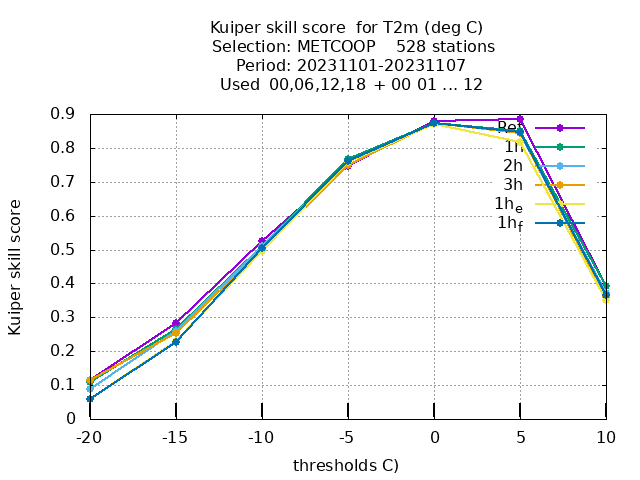 Kuiper skill score  for T2m (deg C)
Selection: METCOOP    528 stations
Period: 20231101-20231107
Used  00,06,12,18  + 00 01 ... 12
Kuiper skill score
0.9
0.8
0.7
0.6
0.5
0.4
0.3
0.2
0.1
0
Ref
1h
2h
3h
1h_e
1h_f
-20 -15 -10 -5 0 5 10
thresholds C)